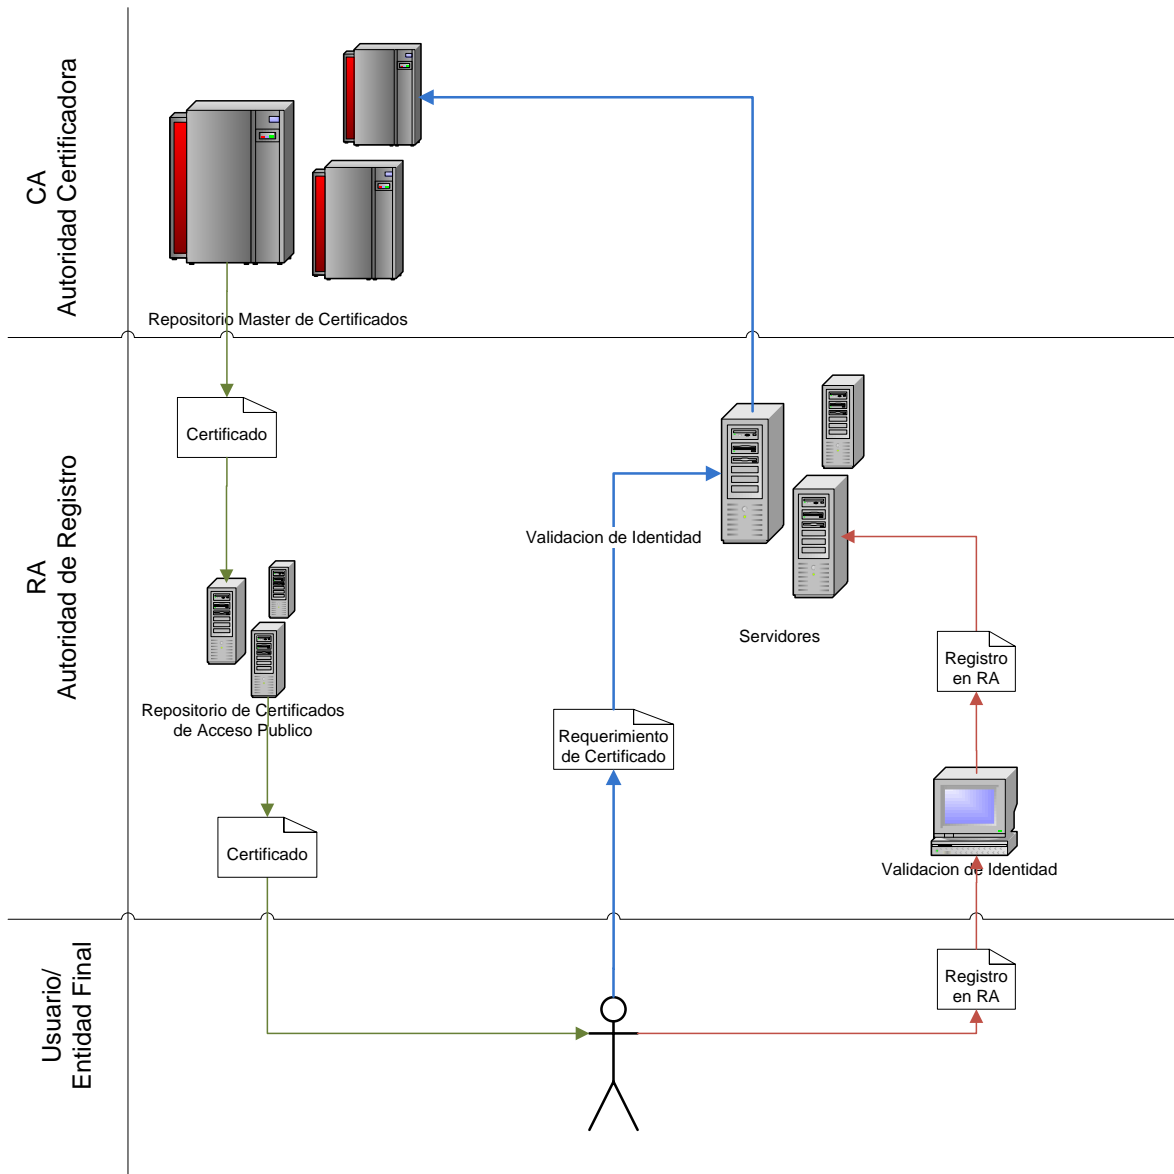 CA
Autoridad Certificadora
Repositorio Master de Certificados
RA
Autoridad de Registro
Certificado
Validacion de Identidad
Servidores
Registro
en RA
Repositorio de Certificados
de Acceso Publico
Requerimiento
de Certificado
Certificado
Validacion de Identidad
Usuario/
Entidad Final
Registro
en RA